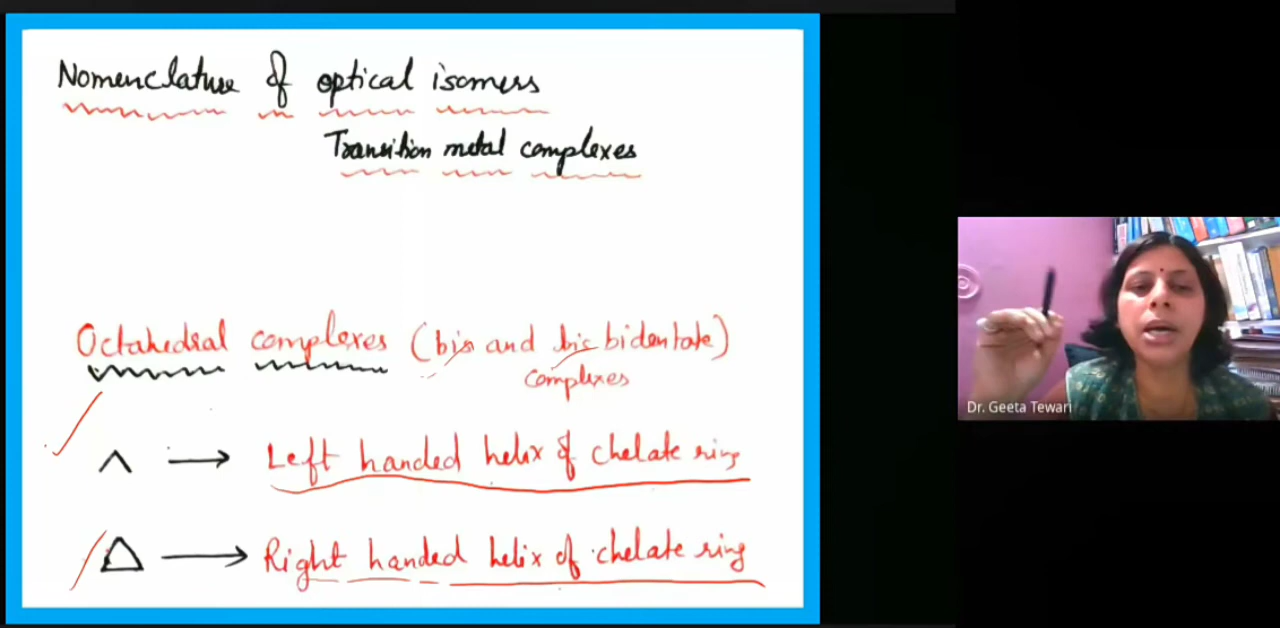 Nomenclature of optical isomers
Transition metal complexes
Octahedral complexes (bis and bis bidentate)
complexes
Λ → Left handed helix of chelate ring
Δ → Right handed helix of chelate ring
Dr. Geeta Tewari